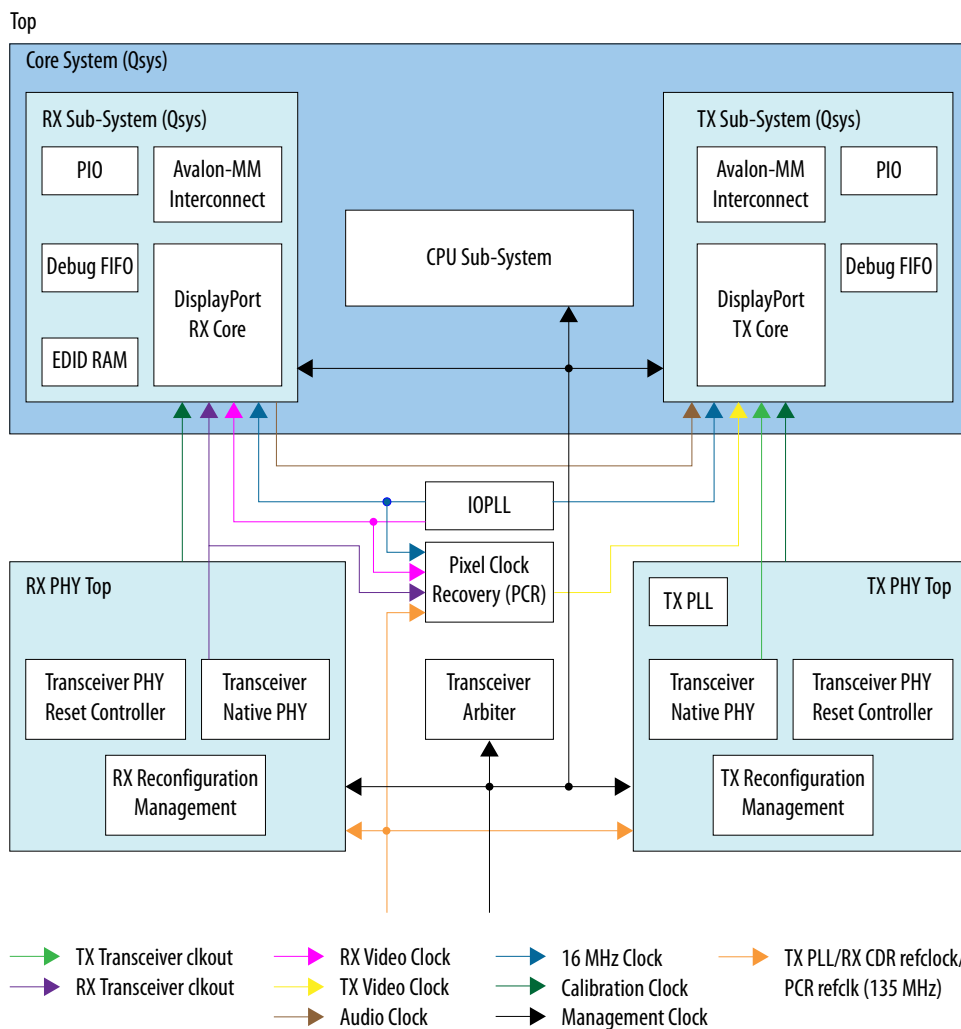 Top
Core System (Qsys)
RX Sub-System (Qsys)
PIO
Avalon-MM
Interconnect
Debug FIFO
DisplayPort
RX Core
EDID RAM
CPU Sub-System
TX Sub-System (Qsys)
Avalon-MM
Interconnect
PIO
DisplayPort
TX Core
Debug FIFO
IOPLL
Pixel Clock
Recovery (PCR)
RX PHY Top
Transceiver PHY
Reset Controller
Transceiver
Native PHY
RX Reconfiguration
Management
Transceiver
Arbiter
TX PHY Top
TX PLL
Transceiver
Native PHY
Transceiver PHY
Reset Controller
TX Reconfiguration
Management
TX Transceiver clkout
RX Transceiver clkout
RX Video Clock
TX Video Clock
Audio Clock
16 MHz Clock
Calibration Clock
Management Clock
TX PLL/RX CDR refclock/
PCR refclk (135 MHz)